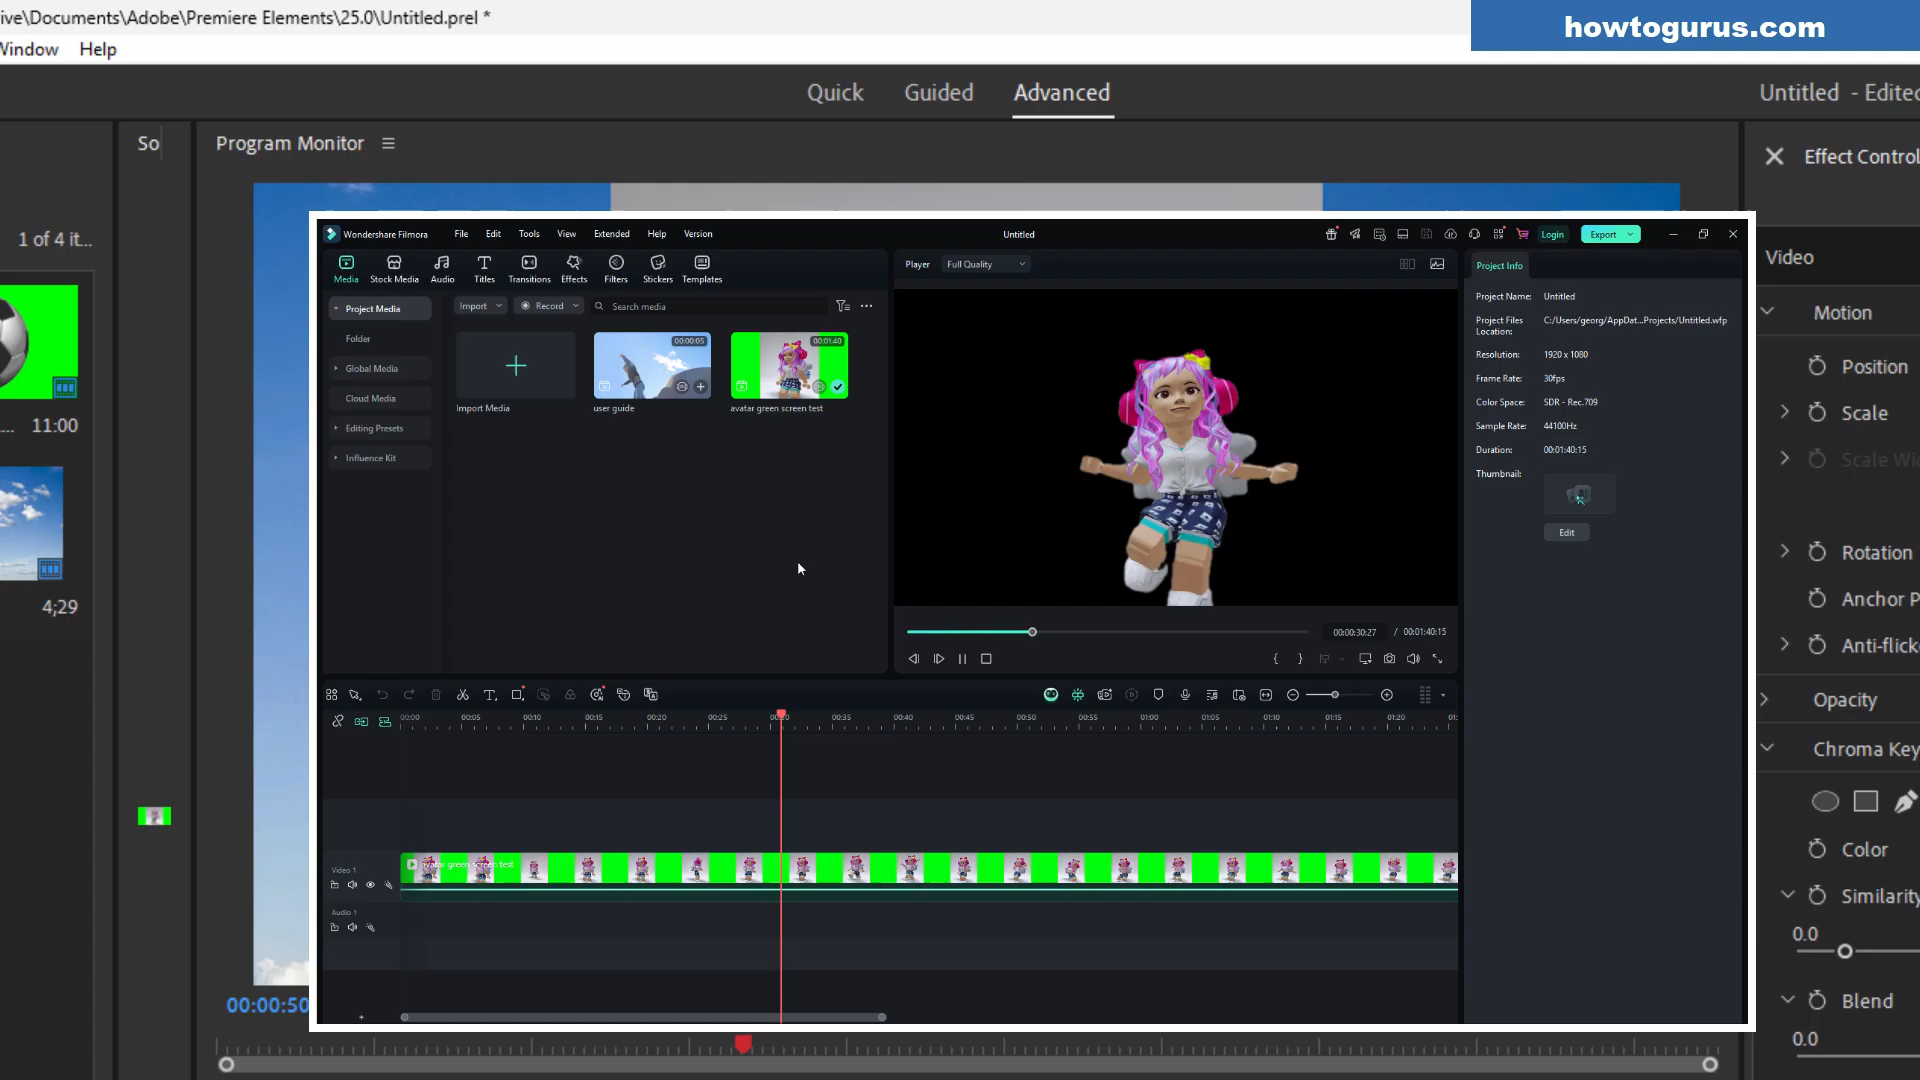 ive\Documents\Adobe\Premiere Elements\25.0\Untitled.prel *
howtogurus.com
Window Help
Quick Guided Advanced
Untitled - Edited
So
Program Monitor
Effect Control
1 of 4 it...
Video
Motion
Position
Scale
Scale Wi
Rotation
Anchor P
Anti-flick
Opacity
Chroma Key
Color
Similarity
0.0
Blend
0.0
... 11:00
4;29
00:00:50
Wondershare Filmora File Edit Tools View Extended Help Version
Untitled
Login Export
Media Stock Media Audio Titles Transitions Effects Filters Stickers Templates
Project Media
Folder
Global Media
Cloud Media
Editing Presets
Influence Kit
Import Record Search media
00:00:05 00:01:40
Import Media user guide avatar green screen test
Player Full Quality
00:00:30:27 / 00:01:40:15
Project Info
Project Name: Untitled
Project Files Location: C:/Users/georg/AppDat...Projects/Untitled.wfp
Resolution: 1920 x 1080
Frame Rate: 30fps
Color Space: SDR - Rec.709
Sample Rate: 44100Hz
Duration: 00:01:40:15
Thumbnail:
Edit
00:00 00:05 00:10 00:15 00:20 00:25 00:30 00:35 00:40 00:45 00:50 00:55 01:00 01:05 01:10 01:15 01:20 01:
avatar green screen test
Video 1
Audio 1